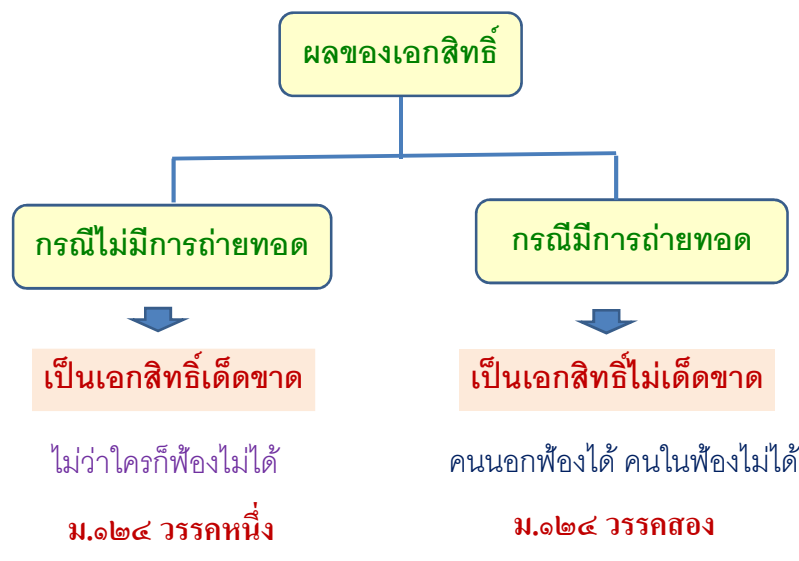 ผลของเอกสิทธิ์
กรณีไม่มีการถ่ายทอด
เป็นเอกสิทธิ์เด็ดขาด
ไม่ว่าใครก็ฟ้องไม่ได้
ม.๑๒๔ วรรคหนึ่ง
กรณีมีการถ่ายทอด
เป็นเอกสิทธิ์ไม่เด็ดขาด
คนนอกฟ้องได้ คนในฟ้องไม่ได้
ม.๑๒๔ วรรคสอง